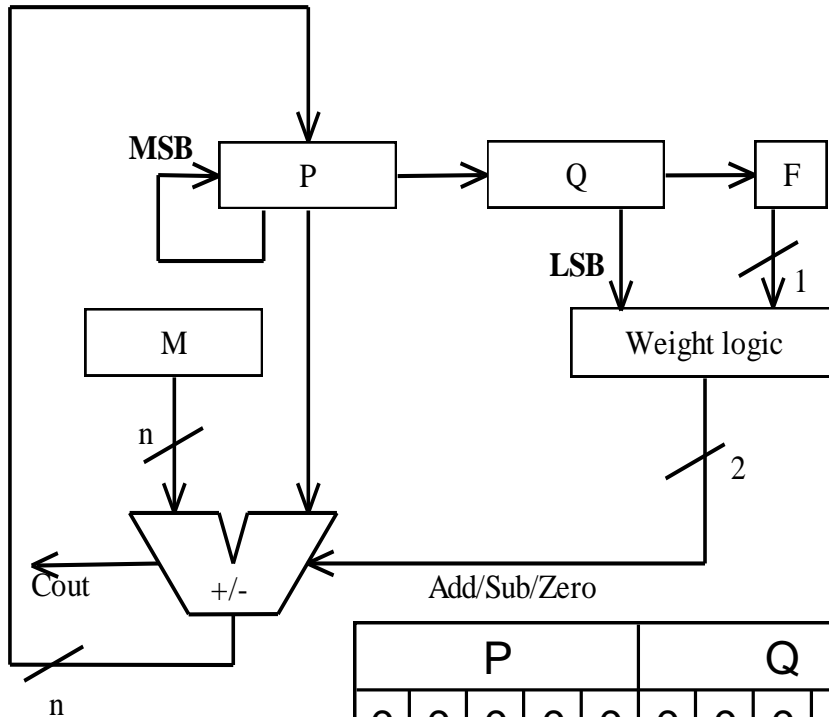 MSB
P
Q
F
LSB
1
M
Weight logic
n
2
Cout
+/-
Add/Sub/Zero
n
P Q